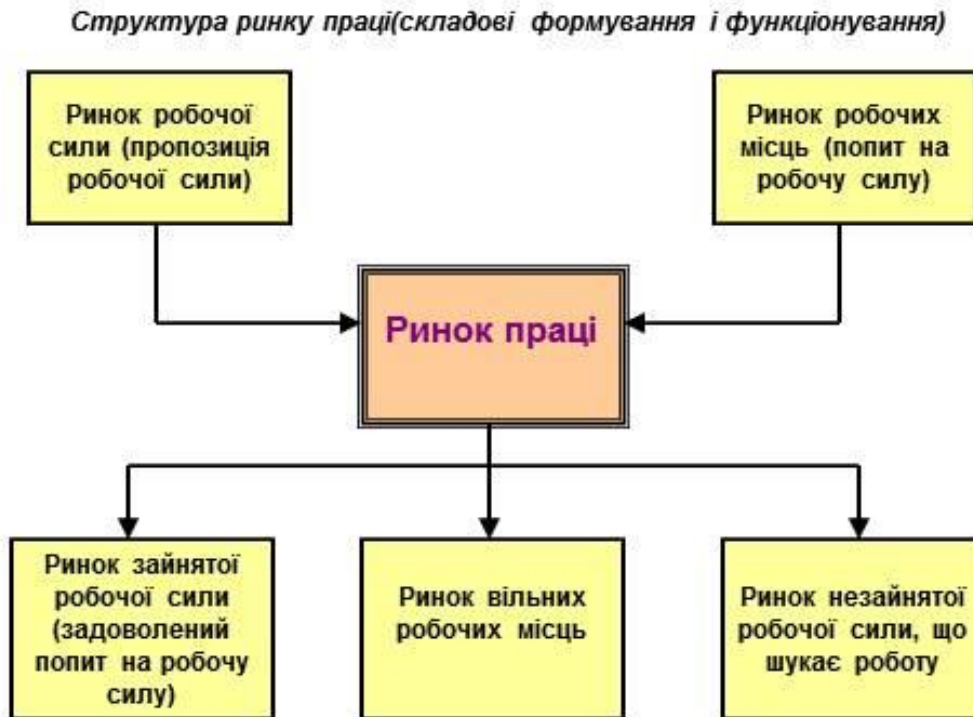 Структура ринку праці(складові формування і функціонування)
Ринок робочої
сили (пропозиція
робочої сили)
Ринок робочих
місць (попит на
робочу силу)
Ринок праці
Ринок зайнятої
робочої сили
(задоволений
попит на робочу
силу)
Ринок вільних
робочих місць
Ринок незайнятої
робочої сили, що
шукає роботу